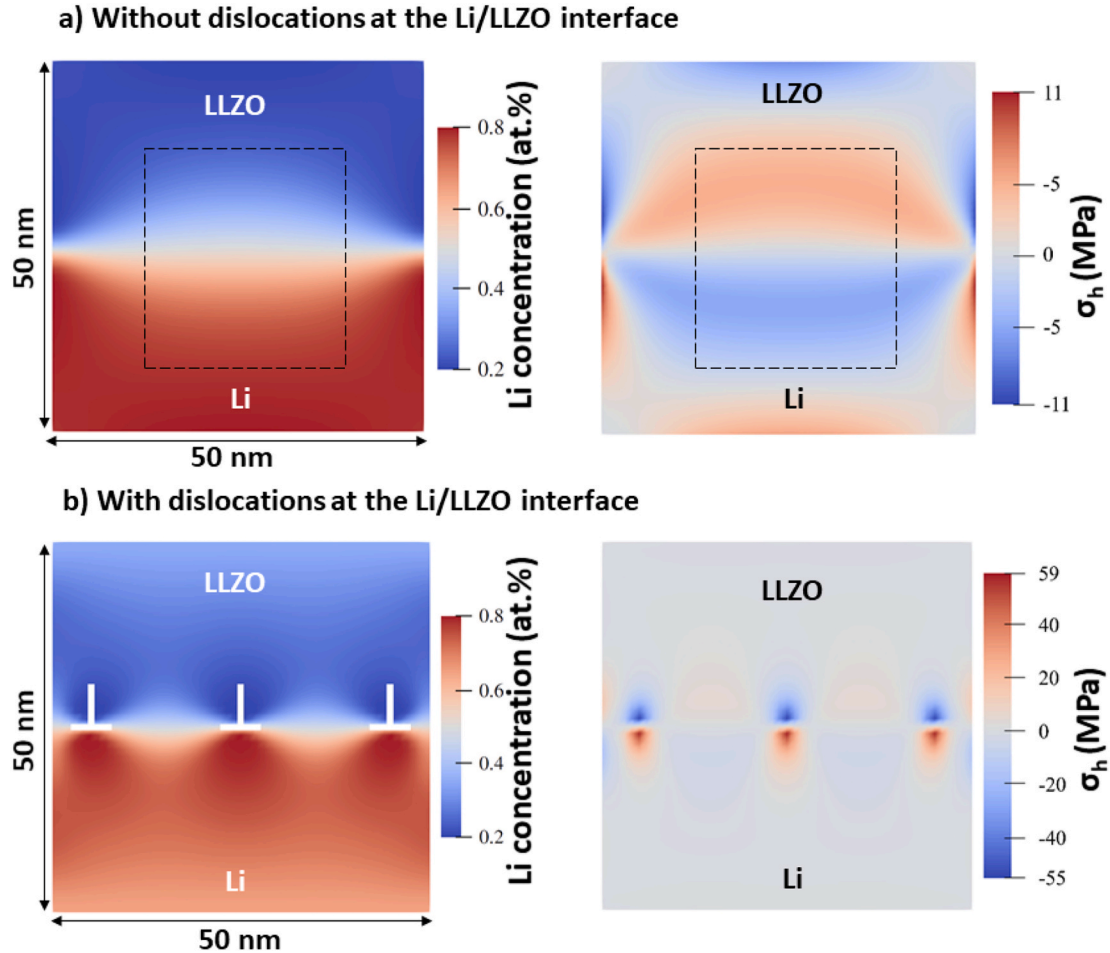 a) Without dislocations at the Li/LLZO interface
LLZO
Li
50 nm
50 nm
0.8
0.6
0.4
0.2
Li concentration (at.%)
LLZO
Li
11
-5
0
-5
-11
σh (MPa)
b) With dislocations at the Li/LLZO interface
LLZO
Li
50 nm
50 nm
0.8
0.6
0.4
0.2
Li concentration (at.%)
LLZO
Li
59
40
20
0
-20
-40
-55
σh (MPa)